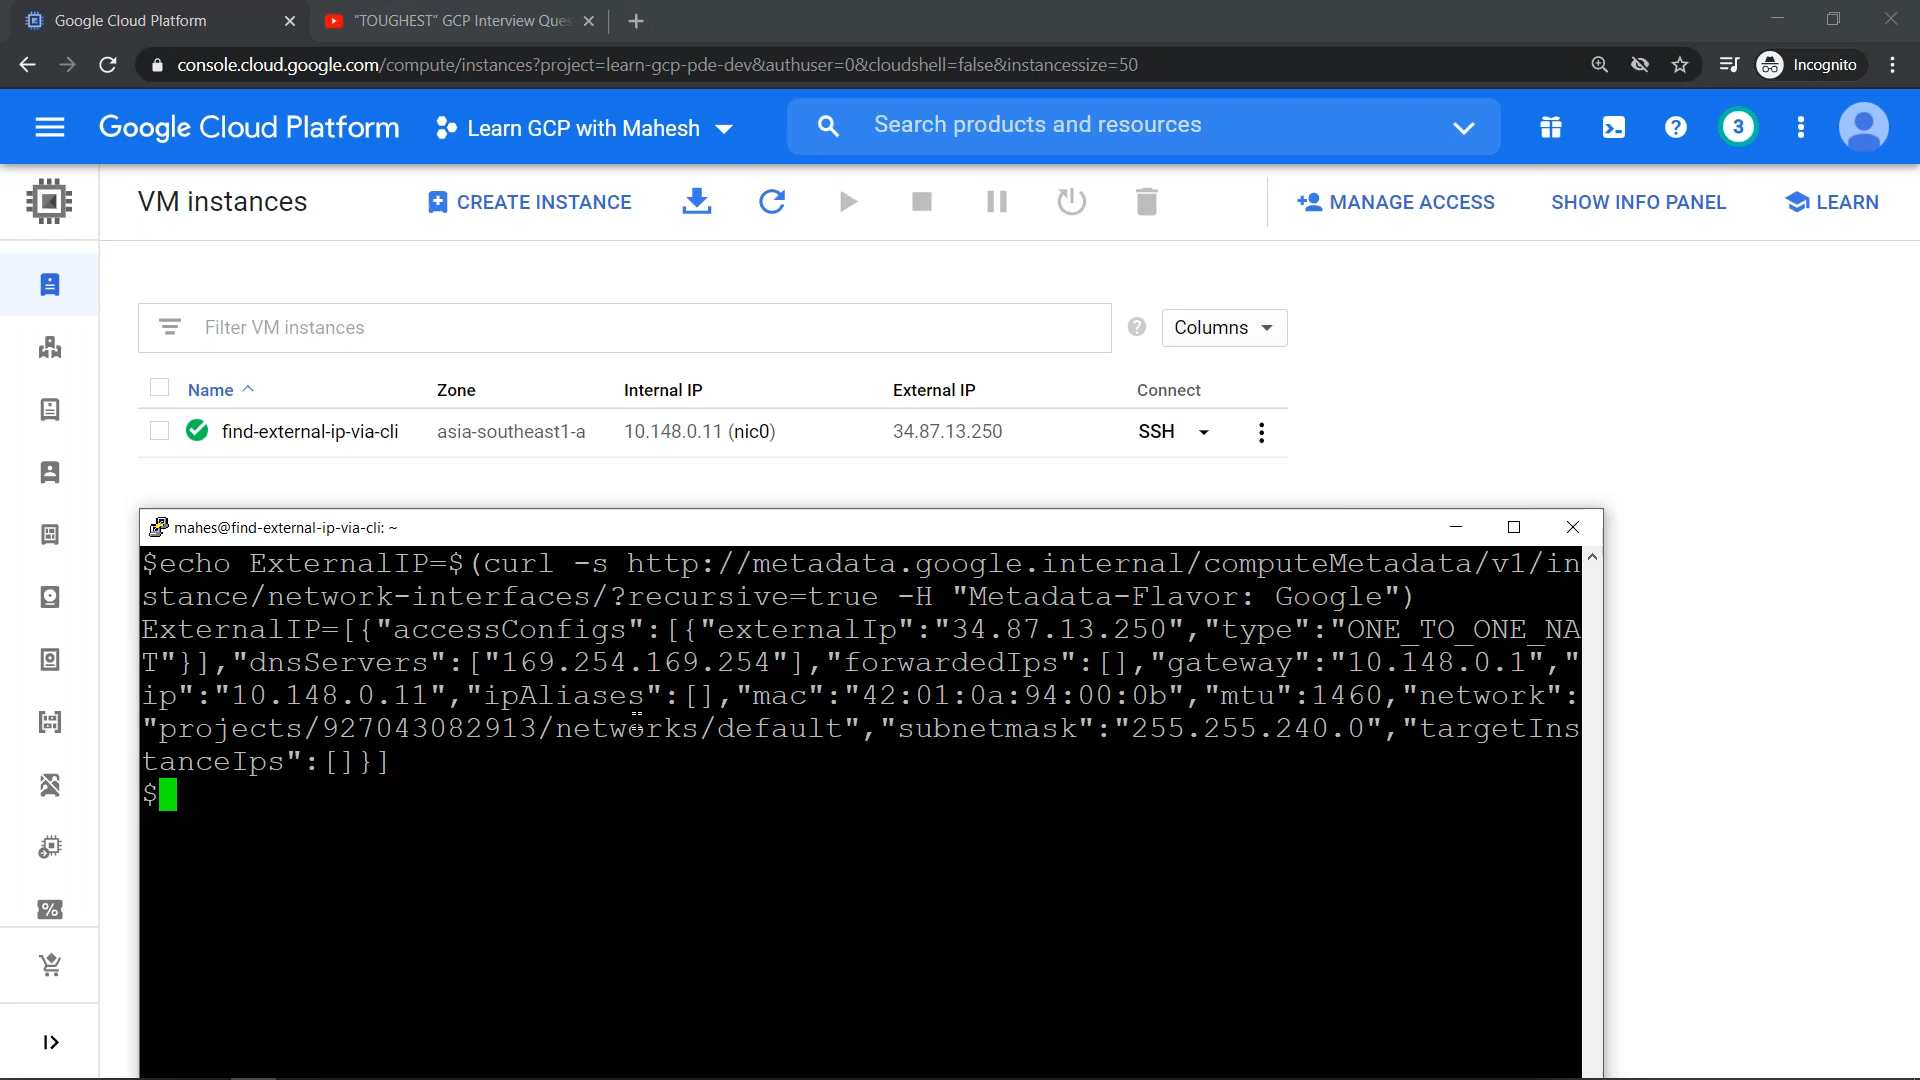 Google Cloud Platform
"TOUGHEST" GCP Interview Ques
console.cloud.google.com/compute/instances?project=learn-gcp-pde-dev&authuser=0&cloudshell=false&instancessize=50
Incognito
Google Cloud Platform
Learn GCP with Mahesh
Search products and resources
3
VM instances
CREATE INSTANCE
MANAGE ACCESS
SHOW INFO PANEL
LEARN
Filter VM instances
Columns
Name Zone Internal IP External IP Connect
find-external-ip-via-cli asia-southeast1-a 10.148.0.11 (nic0) 34.87.13.250 SSH
mahes@find-external-ip-via-cli: ~
$echo ExternalIP=$(curl -s http://metadata.google.internal/computeMetadata/v1/in
stance/network-interfaces/?recursive=true -H "Metadata-Flavor: Google")
ExternalIP=[{"accessConfigs":[{"externalIp":"34.87.13.250","type":"ONE_TO_ONE_NA
T"}],"dnsServers":["169.254.169.254"],"forwardedIps":[],"gateway":"10.148.0.1","
ip":"10.148.0.11","ipAliases":[],"mac":"42:01:0a:94:00:0b","mtu":1460,"network":
"projects/927043082913/networks/default","subnetmask":"255.255.240.0","targetIns
tanceIps":[]}]
$